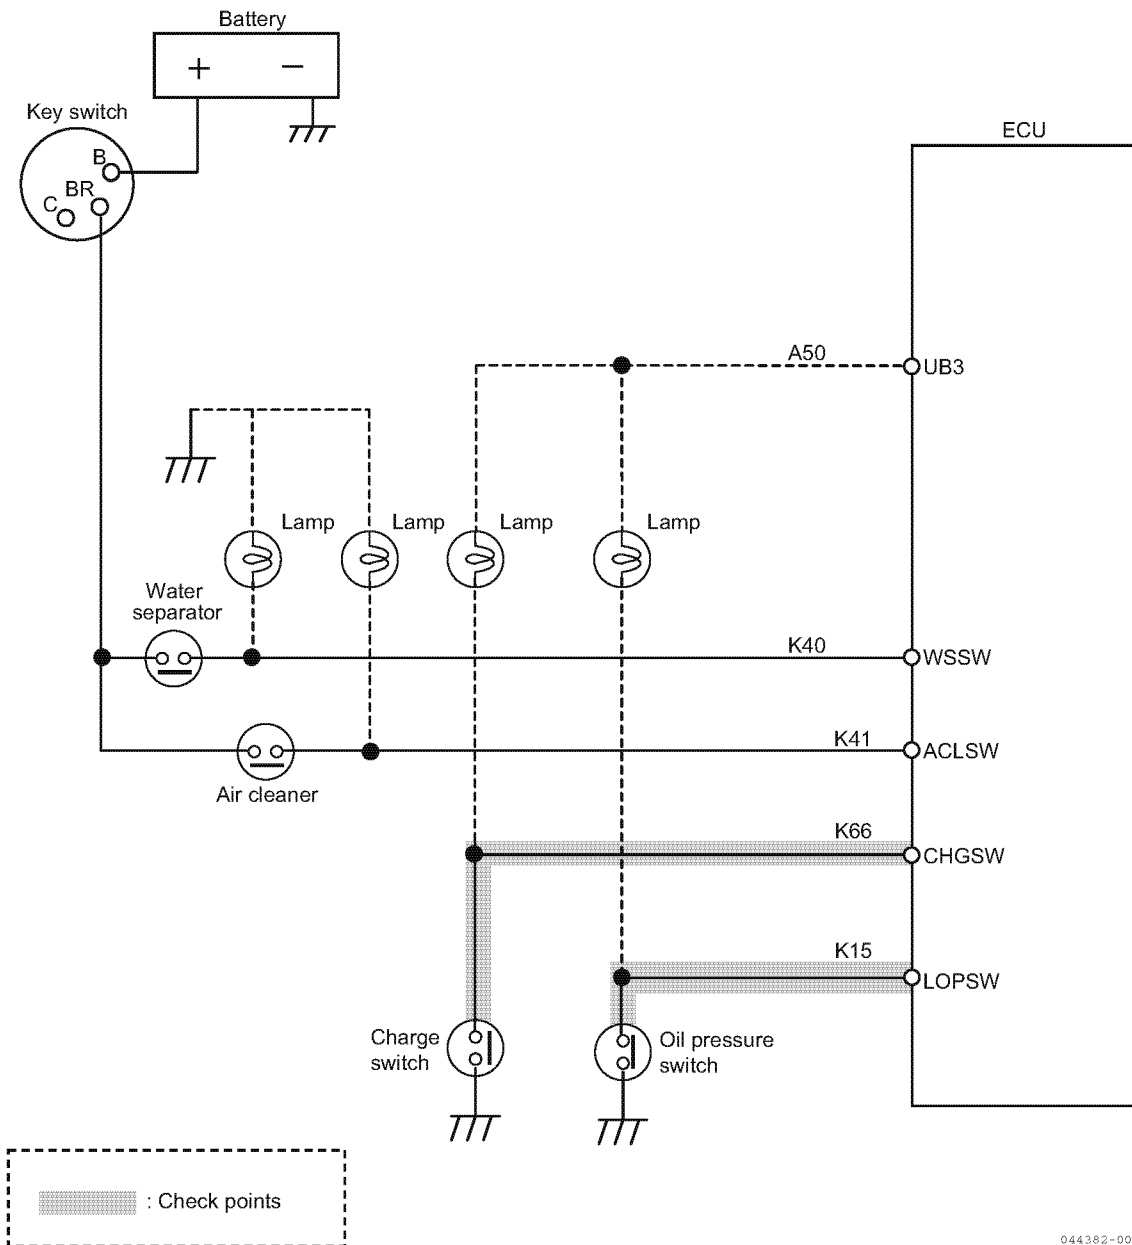 Battery
+ −
Key switch
B
BR
C
ECU
A50
UB3
Lamp
Lamp
Lamp
Lamp
Water
separator
K40
WSSW
K41
ACLSW
Air cleaner
K66
CHGSW
K15
LOPSW
Charge
switch
Oil pressure
switch
: Check points
044382-00